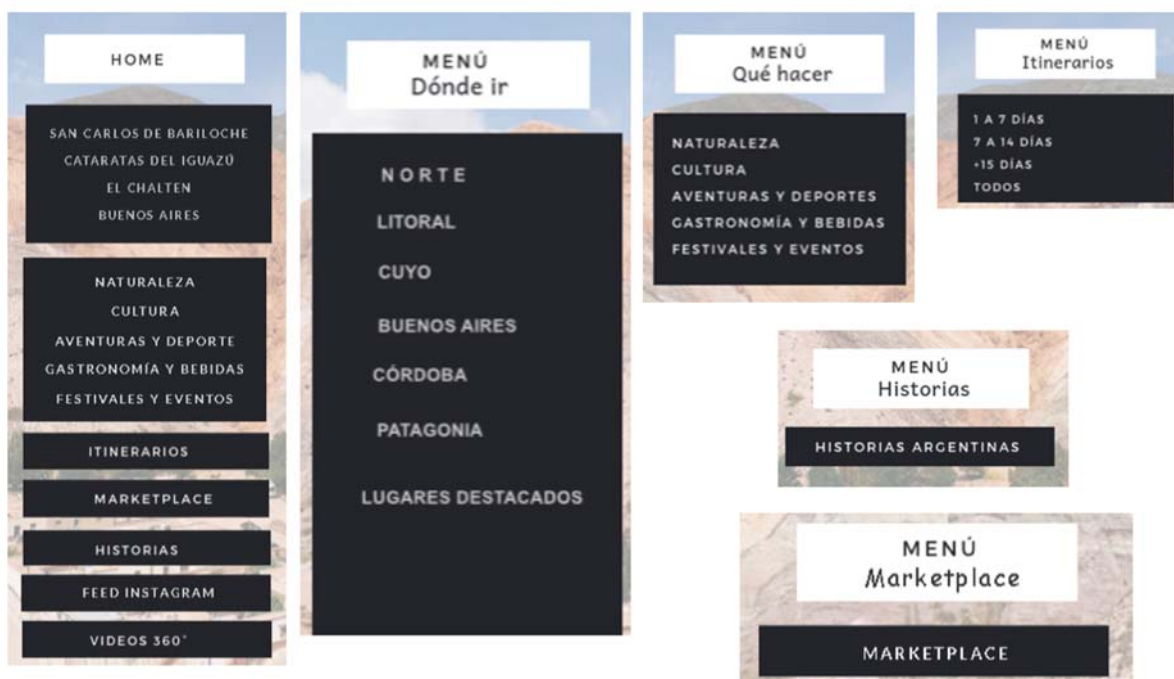 HOME
SAN CARLOS DE BARILOCHE
CATARATAS DEL IGUAZÚ
EL CHALTEN
BUENOS AIRES
NATURALEZA
CULTURA
AVENTURAS Y DEPORTE
GASTRONOMÍA Y BEBIDAS
FESTIVALES Y EVENTOS
ITINERARIOS
MARKETPLACE
HISTORIAS
FEED INSTAGRAM
VIDEOS 360°
MENÚ
Dónde ir
NORTE
LITORAL
CUYO
BUENOS AIRES
CÓRDOBA
PATAGONIA
LUGARES DESTACADOS
MENÚ
Qué hacer
NATURALEZA
CULTURA
AVENTURAS Y DEPORTES
GASTRONOMÍA Y BEBIDAS
FESTIVALES Y EVENTOS
MENÚ
Itinerarios
1 A 7 DÍAS
7 A 14 DÍAS
+15 DÍAS
TODOS
MENÚ
Historias
HISTORIAS ARGENTINAS
MENÚ
Marketplace
MARKETPLACE